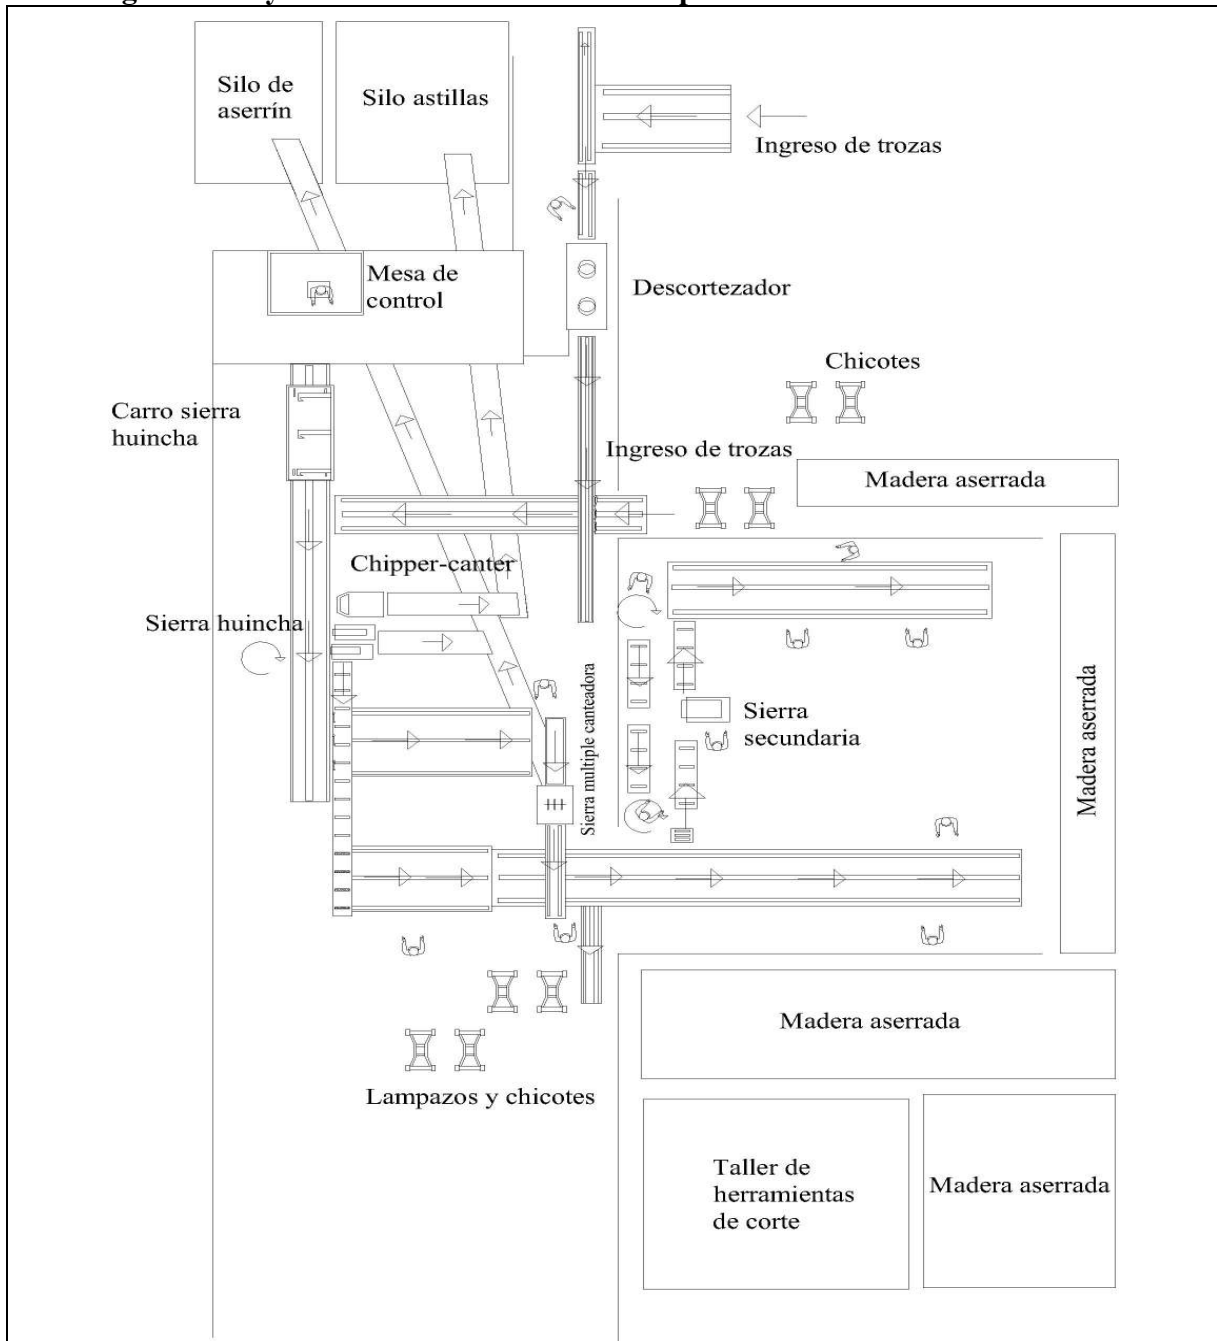 Silo de
aserrín
Silo astillas
Ingreso de trozas
Mesa de
control
Descortezador
Chicotes
Carro sierra
huincha
Ingreso de trozas
Madera aserrada
Chipper-canter
Sierra huincha
Sierra multiple canteadora
Sierra
secundaria
Madera aserrada
Madera aserrada
Lampazos y chicotes
Taller de
herramientas
de corte
Madera aserrada